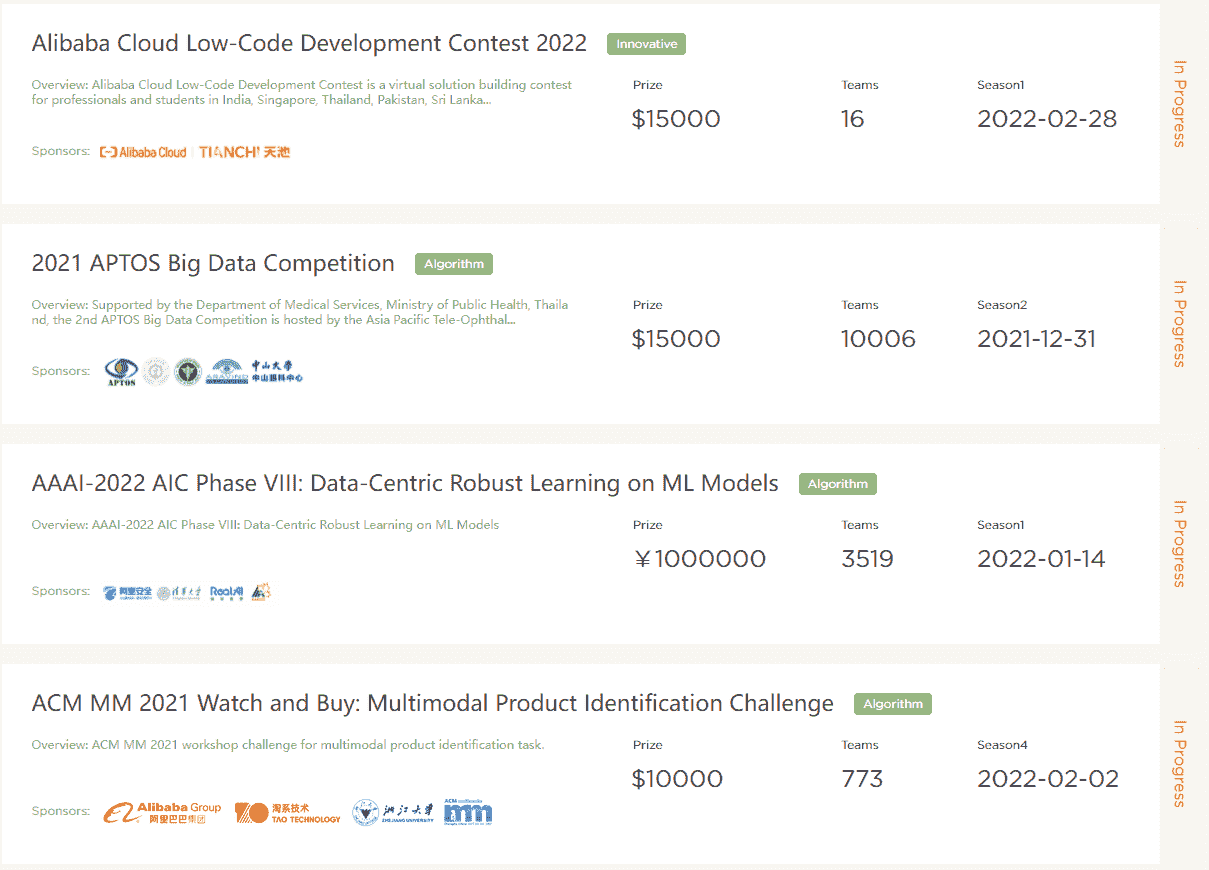 Alibaba Cloud Low-Code Development Contest 2022 Innovative
Overview: Alibaba Cloud Low-Code Development Contest is a virtual solution building contest
for professionals and students in India, Singapore, Thailand, Pakistan, Sri Lanka...
Prize Teams Season1
$15000 16 2022-02-28
Sponsors: Alibaba Cloud TIANCHI 天池
In Progress
2021 APTOS Big Data Competition Algorithm
Overview: Supported by the Department of Medical Services, Ministry of Public Health, Thaila
nd, the 2nd APTOS Big Data Competition is hosted by the Asia Pacific Tele-Ophthal...
Prize Teams Season2
$15000 10006 2021-12-31
Sponsors: APTOS 中山大學
中山眼科中心
In Progress
AAAI-2022 AIC Phase VIII: Data-Centric Robust Learning on ML Models Algorithm
Overview: AAAI-2022 AIC Phase VIII: Data-Centric Robust Learning on ML Models
Prize Teams Season1
￥1000000 3519 2022-01-14
Sponsors: 阿里安全 清華大学 RealAI
In Progress
ACM MM 2021 Watch and Buy: Multimodal Product Identification Challenge Algorithm
Overview: ACM MM 2021 workshop challenge for multimodal product identification task.
Prize Teams Season4
$10000 773 2022-02-02
Sponsors: Alibaba Group
阿里巴巴集团
淘系技术
TAO TECHNOLOGY
浙江大学
ZHEJIANG UNIVERSITY
ACM multimedia
mm
In Progress